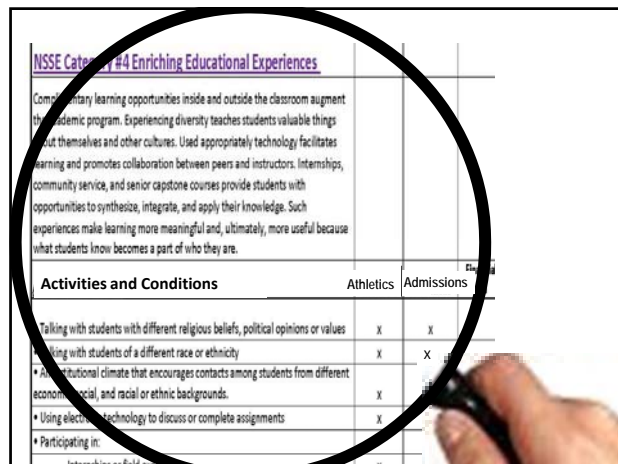 NSSE Category #4 Enriching Educational Experiences
Complimentary learning opportunities inside and outside the classroom augment
the academic program. Experiencing diversity teaches students valuable things
about themselves and other cultures. Used appropriately technology facilitates
learning and promotes collaboration between peers and instructors. Internships,
community service, and senior capstone courses provide students with
opportunities to synthesize, integrate, and apply their knowledge. Such
experiences make learning more meaningful and, ultimately, more useful because
what students know becomes a part of who they are.
Activities and Conditions Athletics Admissions
Talking with students with different religious beliefs, political opinions or values x x
Talking with students of a different race or ethnicity x x
• An institutional climate that encourages contacts among students from different
economic, social, and racial or ethnic backgrounds. x
• Using electronic technology to discuss or complete assignments x
• Participating in: